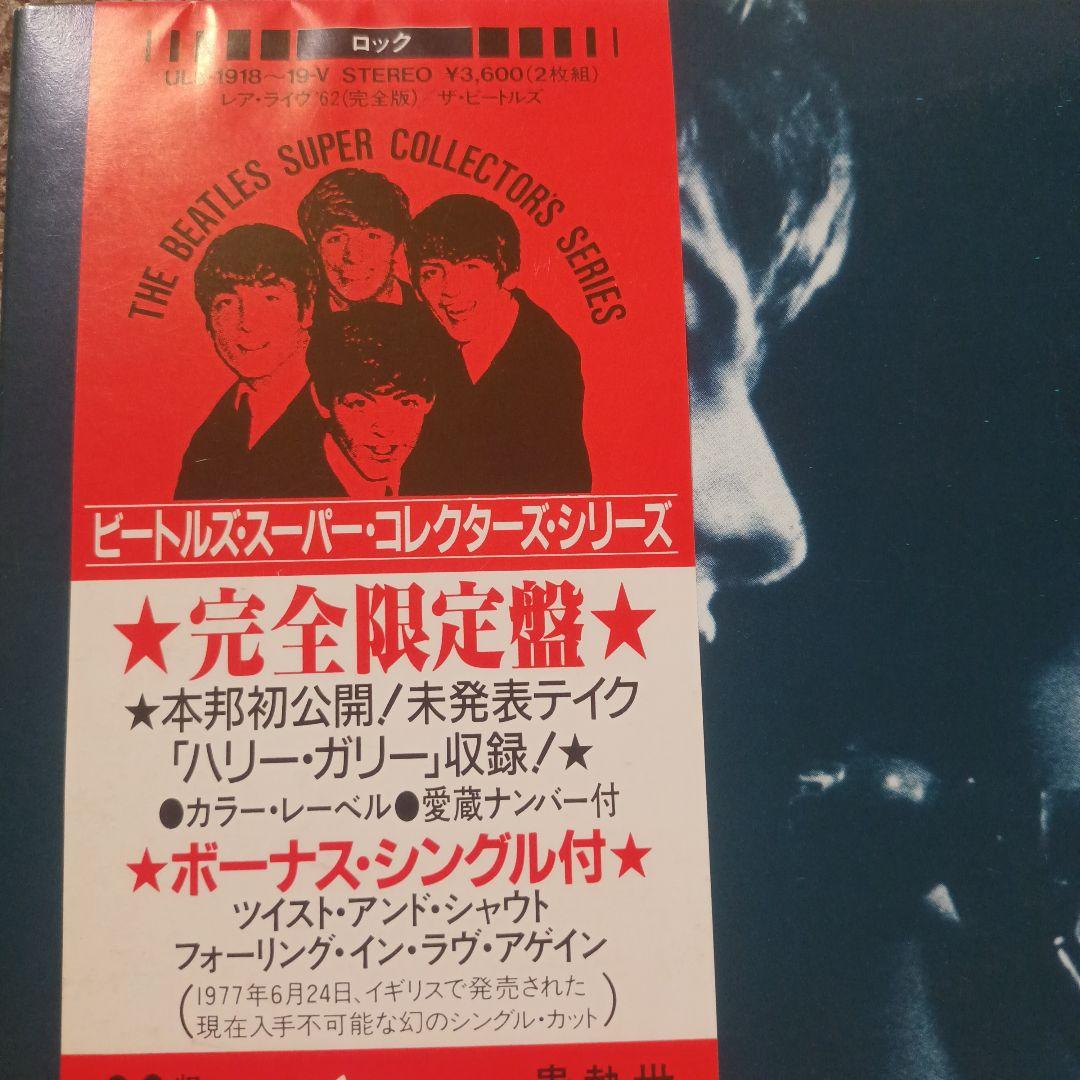 ロック
1918〜19-V STEREO ¥3,600(2枚組)
レア・ライヴ'62(完全版) ザ・ビートルズ
THE BEATLES SUPER COLLECTOR'S SERIES
ビートルズ・スーパー・コレクターズ・シリーズ
★完全限定盤★
★本邦初公開!未発表テイク
「ハリー・ガリー」収録!★
●カラー・レーベル●愛蔵ナンバー付
★ボーナス・シングル付★
ツイスト・アンド・シャウト
フォーリング・イン・ラヴ・アゲイン
(1977年6月24日、イギリスで発売された
現在入手不可能な幻のシングル・カット)